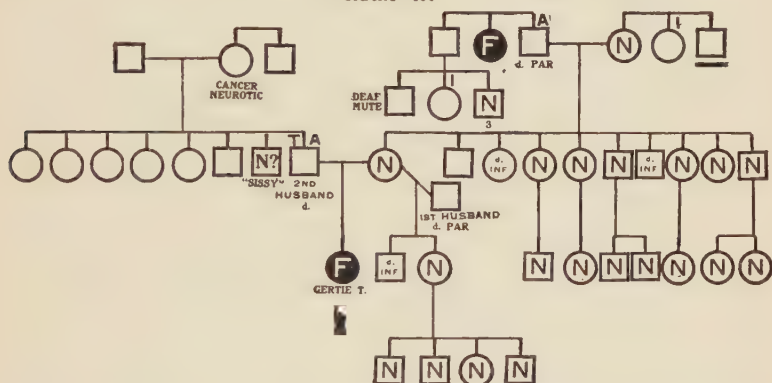 A'
F N
d. PAR
CANCER
NEUROTIC
DEAF
MUTE
N
3
N? T A N d. INF N N N d. INF N N N
"SISSY" 2ND
HUSBAND
d.
1ST HUSBAND
d. PAR
F d. INF N N N N N N N N
GERTIE T.
N N N N